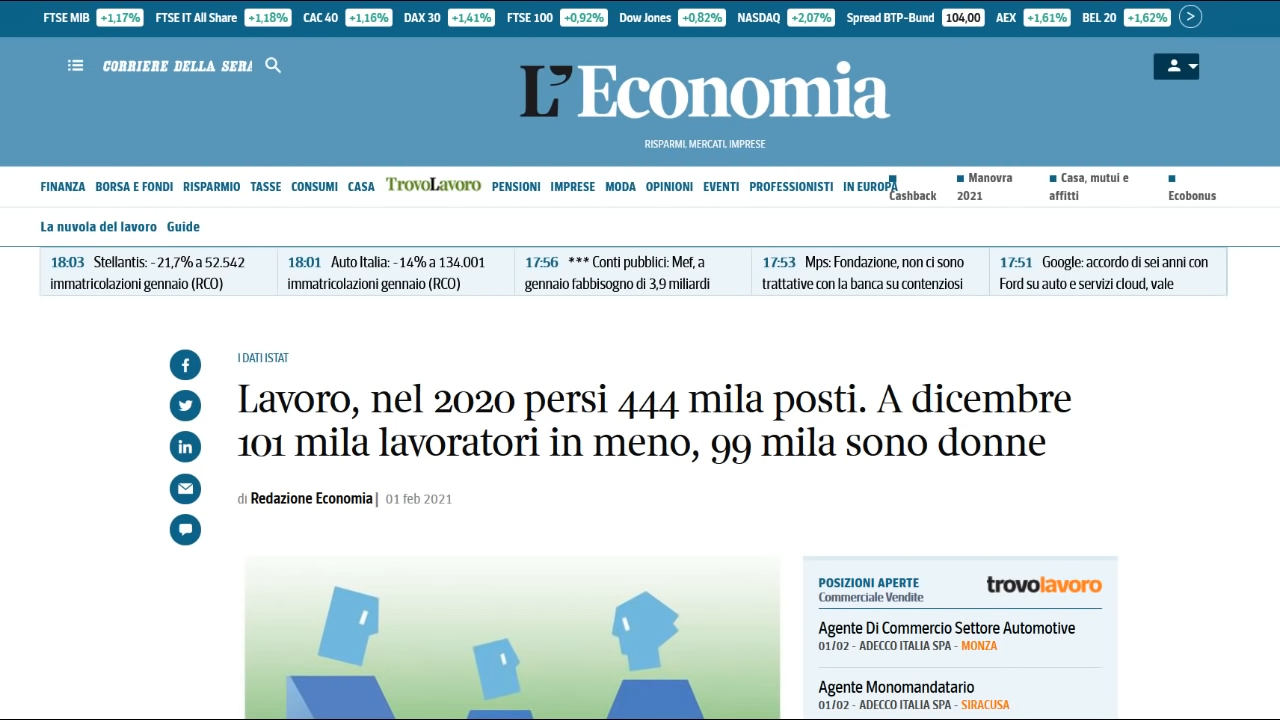 FTSE MIB +1,17% FTSE IT All Share +1,18% CAC 40 +1,16% DAX 30 +1,41% FTSE 100 +0,92% Dow Jones +0,82% NASDAQ +2,07% Spread BTP-Bund 104,00 AEX +1,61% BEL 20 +1,62%
CORRIERE DELLA SERA
L'Economia
RISPARMI, MERCATI, IMPRESE
FINANZA BORSA E FONDI RISPARMIO TASSE CONSUMI CASA TrovoLavoro PENSIONI IMPRESE MODA OPINIONI EVENTI PROFESSIONISTI IN EUROPA
Cashback
Manovra
2021
Casa, mutui e
affitti
Ecobonus
La nuvola del lavoro Guide
18:03 Stellantis: -21,7% a 52.542
immatricolazioni gennaio (RCO)
18:01 Auto Italia: -14% a 134.001
immatricolazioni gennaio (RCO)
17:56 *** Conti pubblici: Mef, a
gennaio fabbisogno di 3,9 miliardi
17:53 Mps: Fondazione, non ci sono
trattative con la banca su contenziosi
17:51 Google: accordo di sei anni con
Ford su auto e servizi cloud, vale
I DATI ISTAT
Lavoro, nel 2020 persi 444 mila posti. A dicembre
101 mila lavoratori in meno, 99 mila sono donne
di Redazione Economia | 01 feb 2021
POSIZIONI APERTE
Commerciale Vendite
trovolavoro
Agente Di Commercio Settore Automotive
01/02 - ADECCO ITALIA SPA - MONZA
Agente Monomandatario
01/02 - ADECCO ITALIA SPA - SIRACUSA